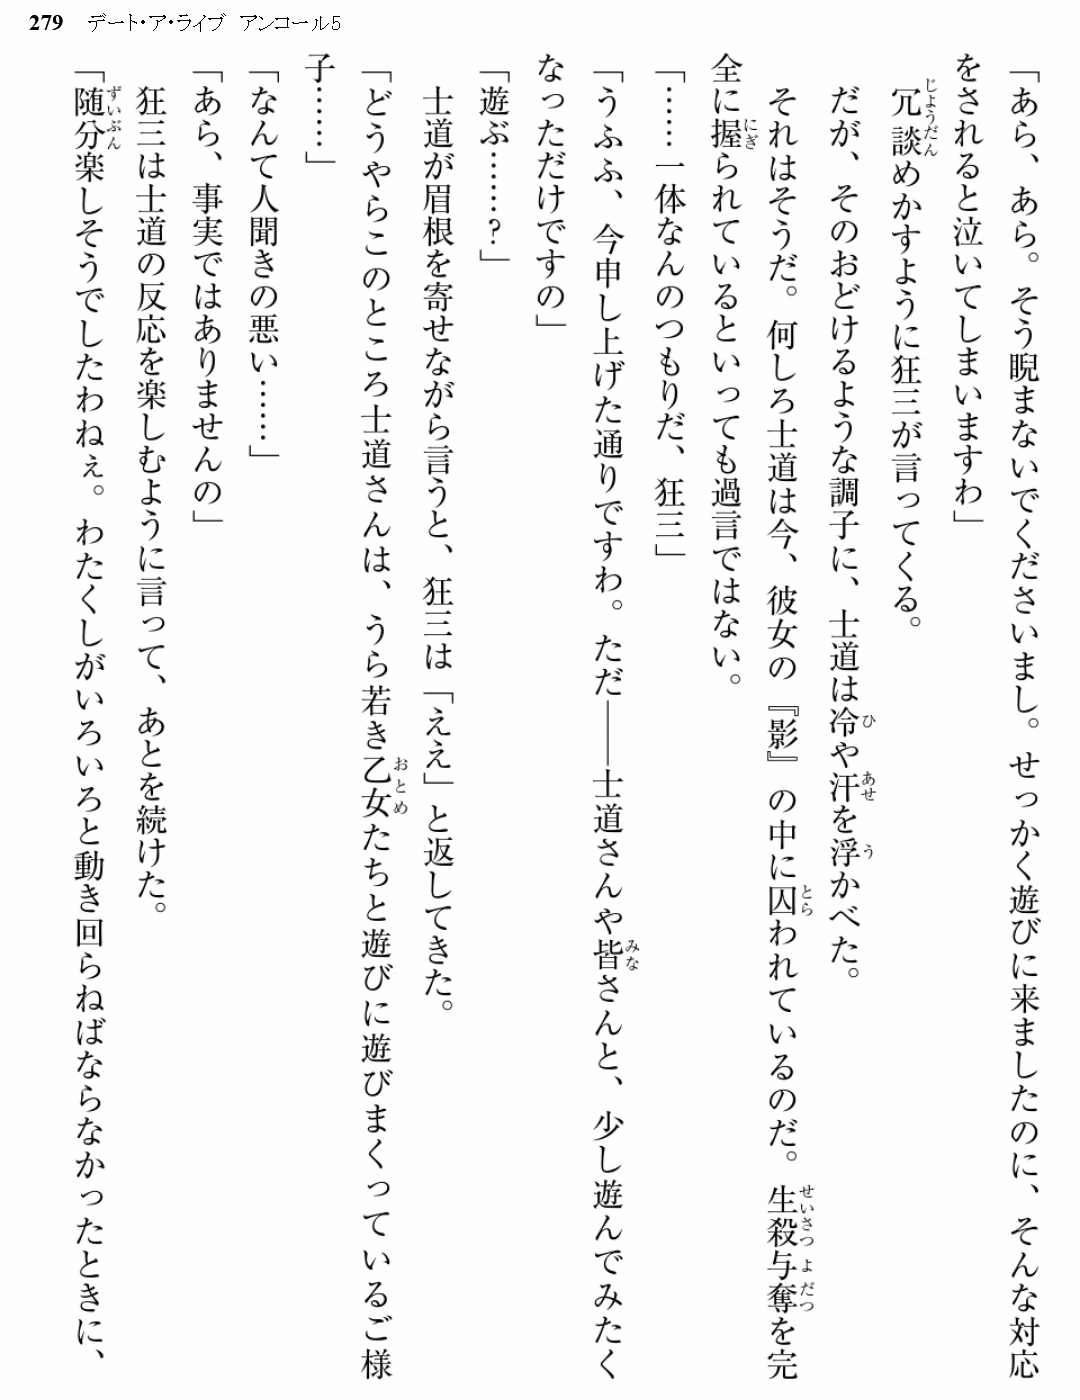 279 デート・ア・ライブ アンコール5
「あら、あら。そう睨まないでくださいまし。せっかく遊びに来ましたのに、そんな対応
をされると泣いてしまいますわ」
冗談めかすように狂三が言ってくる。
だが、そのおどけるような調子に、士道は冷や汗を浮かべた。
それはそうだ。何しろ士道は今、彼女の『影』の中に囚われているのだ。生殺与奪を完
全に握られているといっても過言ではない。
「……一体なんのつもりだ、狂三」
「うふふ、今申し上げた通りですわ。ただ――士道さんや皆さんと、少し遊んでみたく
なっただけですの」
「遊ぶ……?」
士道が眉根を寄せながら言うと、狂三は「ええ」と返してきた。
「どうやらこのところ士道さんは、うら若き乙女たちと遊びに遊びまくっているご様
子……」
「なんて人聞きの悪い……」
「あら、事実ではありませんの」
狂三は士道の反応を楽しむように言って、あとを続けた。
「随分楽しそうでしたわねぇ。わたくしがいろいろと動き回らねばならなかったときに、